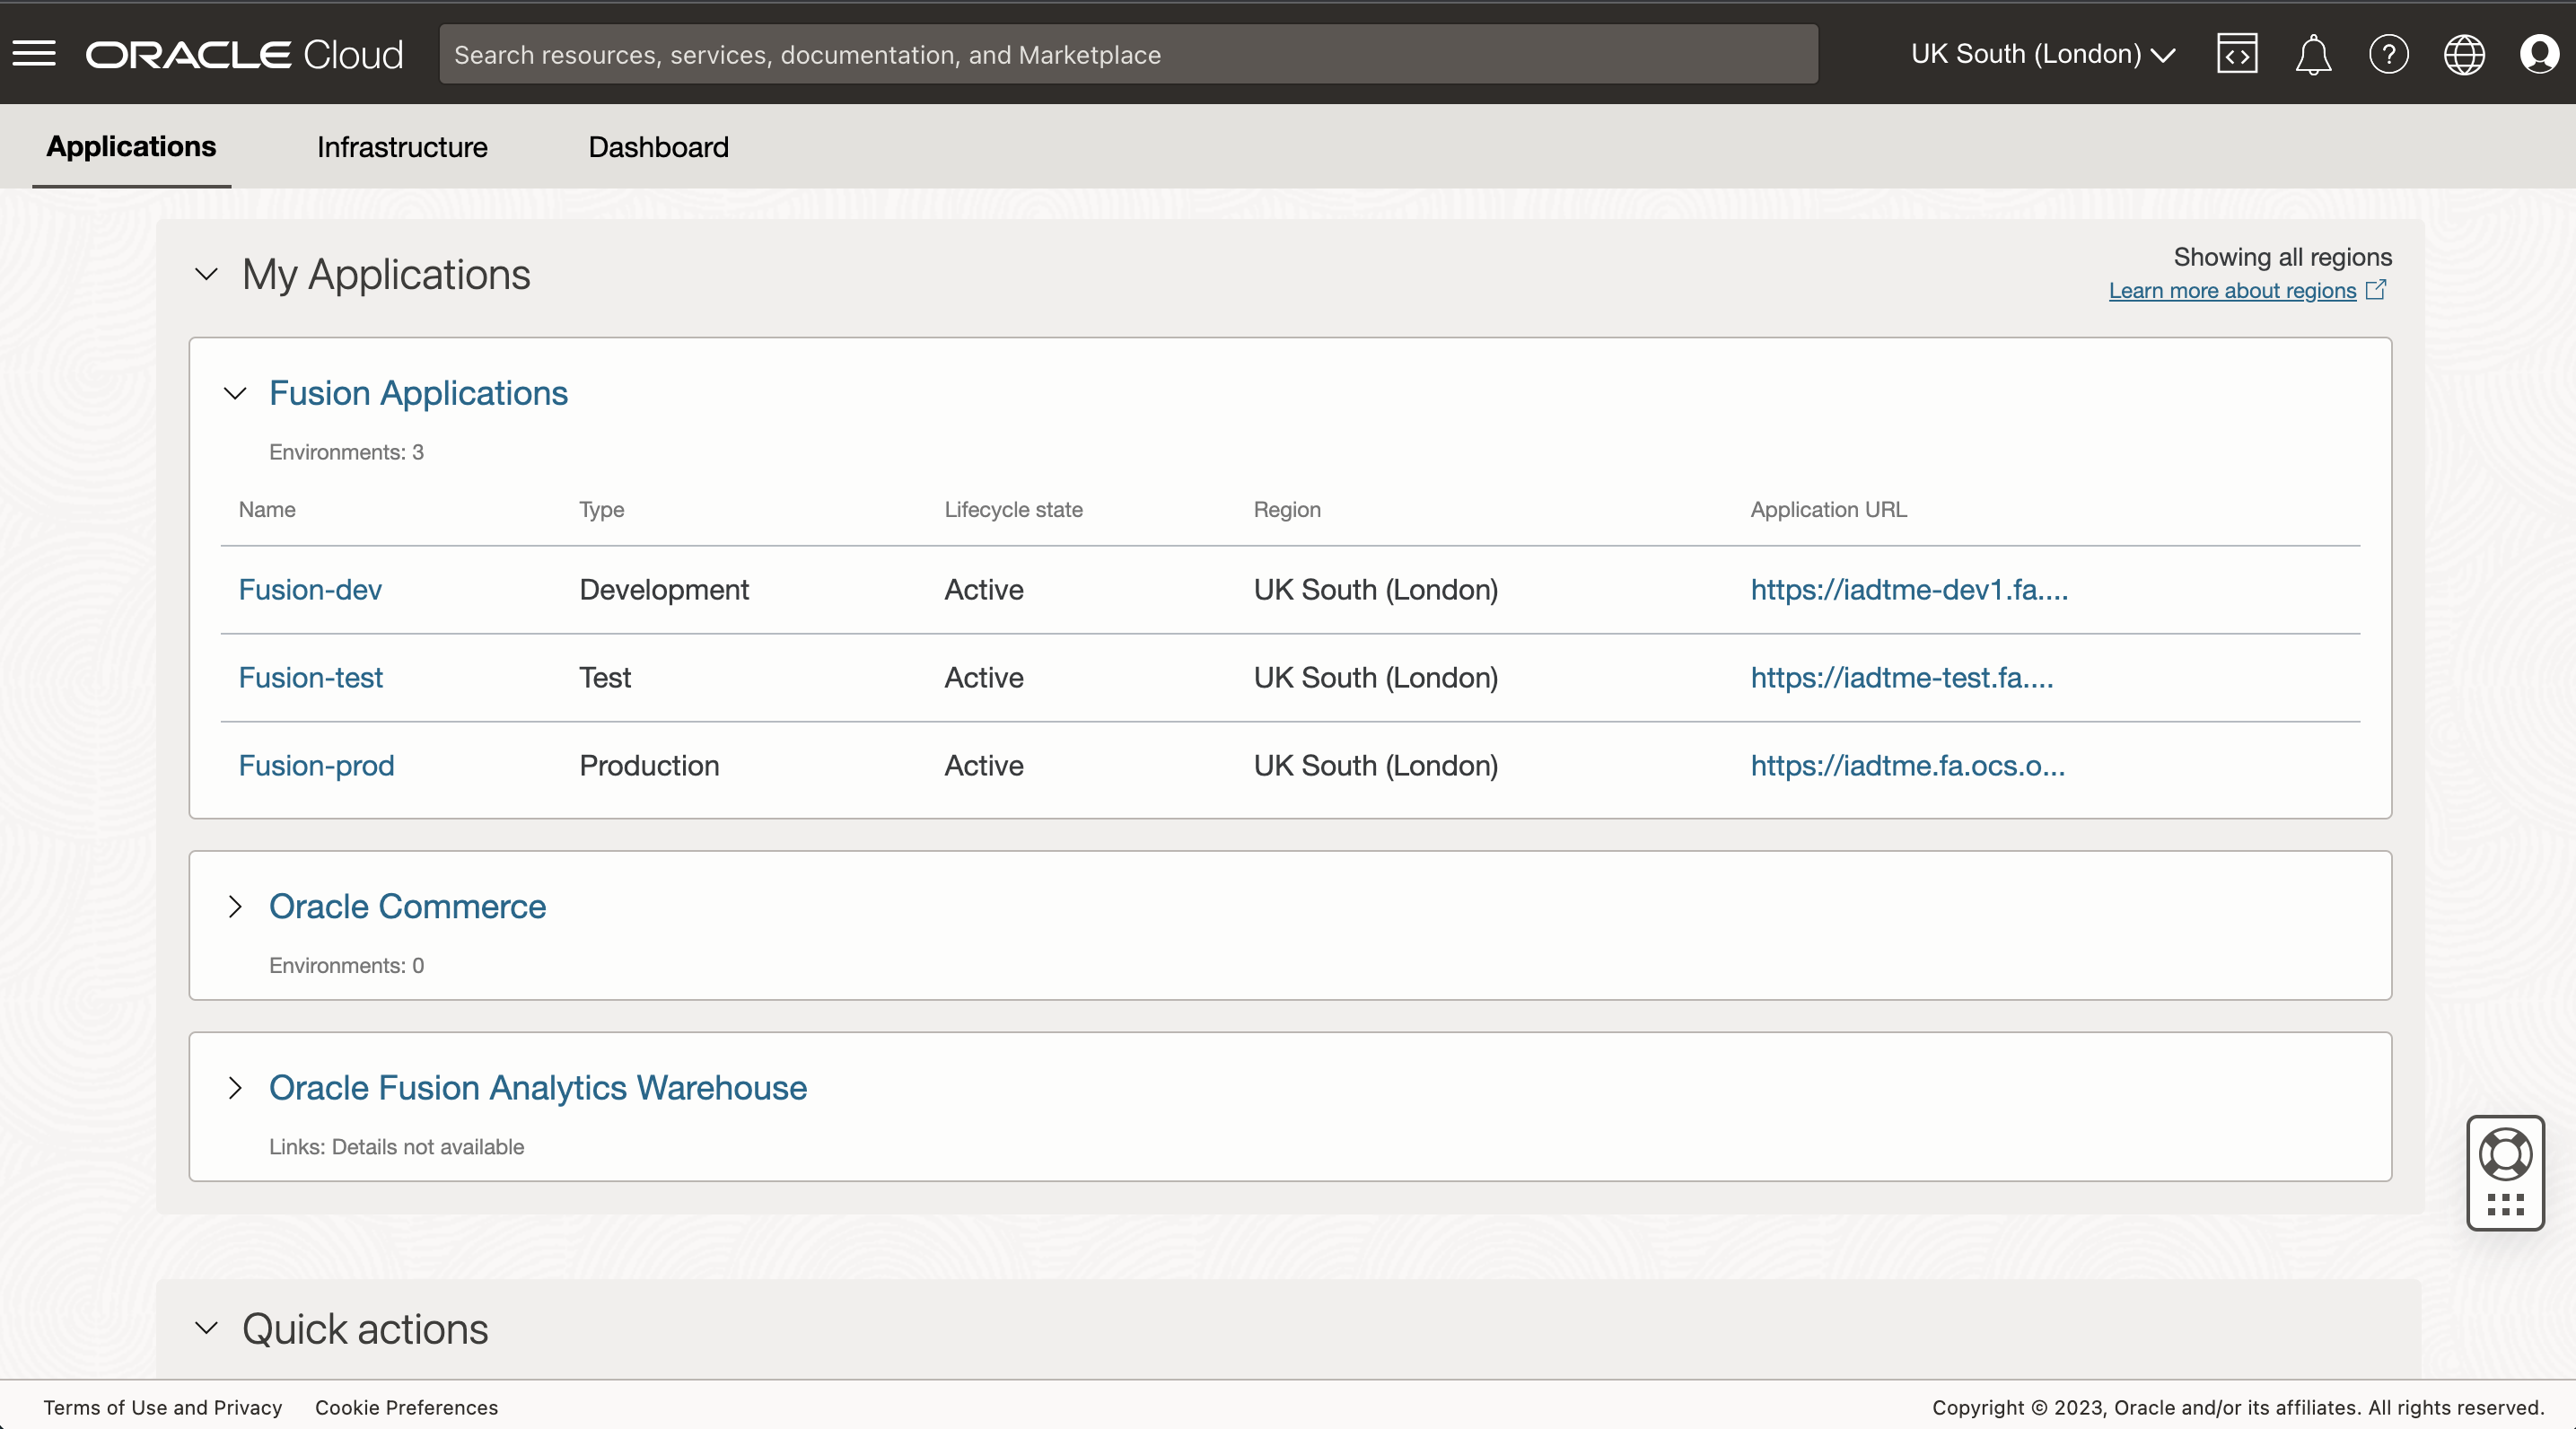 ORACLE Cloud
Search resources, services, documentation, and Marketplace
UK South (London)
Applications
Infrastructure
Dashboard
My Applications
Showing all regions
Learn more about regions
Fusion Applications
Environments: 3
Name Type Lifecycle state Region Application URL
Fusion-dev Development Active UK South (London) https://iadtme-dev1.fa....
Fusion-test Test Active UK South (London) https://iadtme-test.fa....
Fusion-prod Production Active UK South (London) https://iadtme.fa.ocs.o...
Oracle Commerce
Environments: 0
Oracle Fusion Analytics Warehouse
Links: Details not available
Quick actions
Terms of Use and Privacy
Cookie Preferences
Copyright © 2023, Oracle and/or its affiliates. All rights reserved.